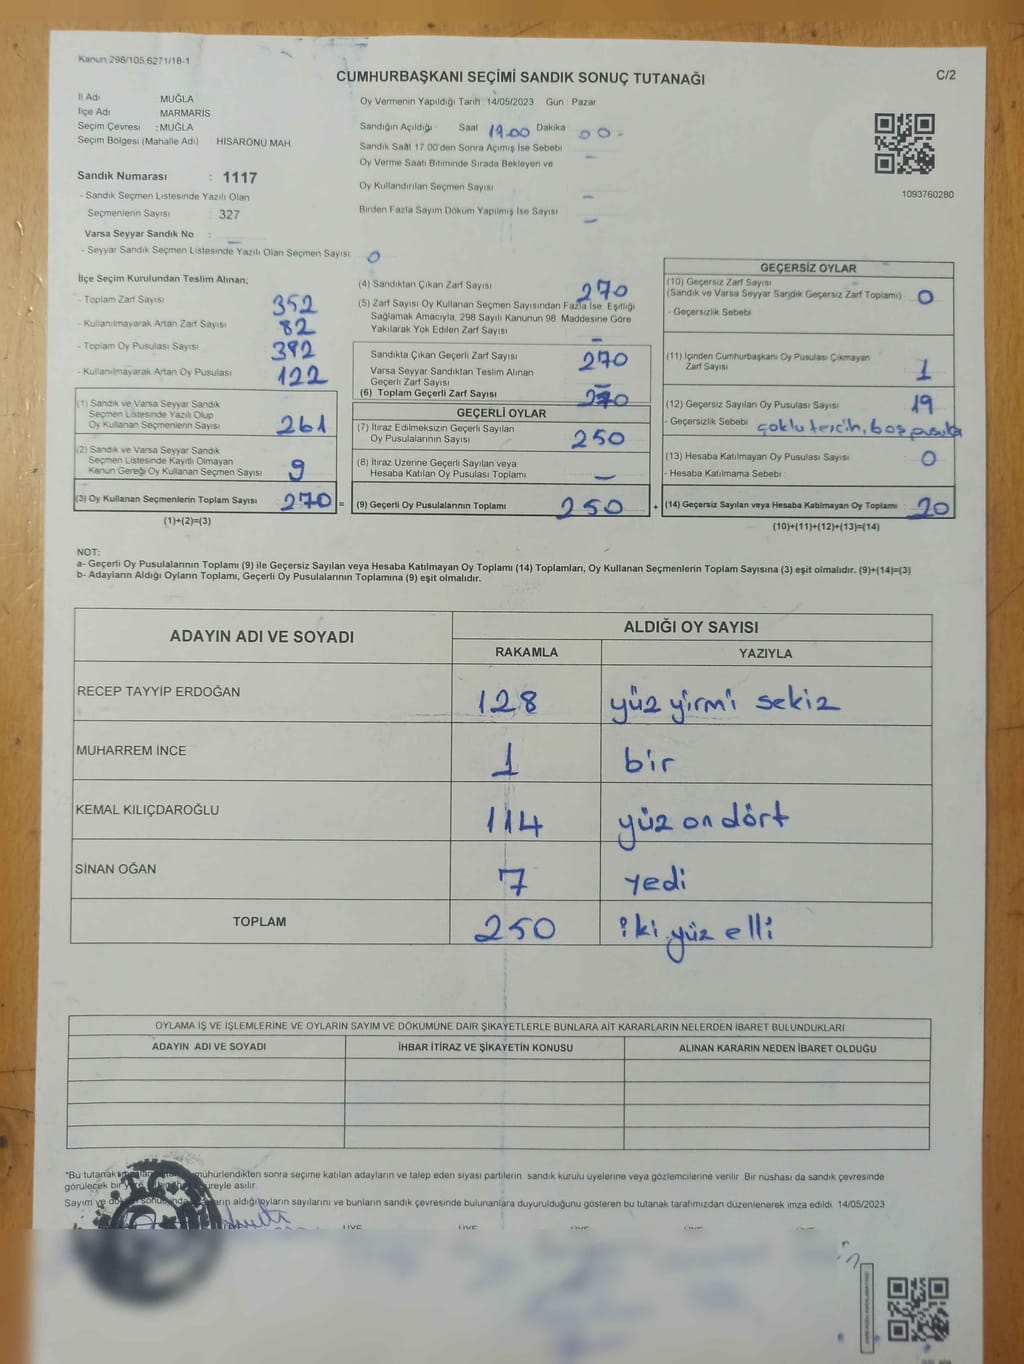 Kanun 298/105,6271/18-1
CUMHURBAŞKANI SEÇİMİ SANDIK SONUÇ TUTANAĞI
C/2
İl Adı MUĞLA
İlçe Adı MARMARİS
Seçim Çevresi : MUĞLA
Seçim Bölgesi (Mahalle Adı) HİSARÖNÜ MAH.
Sandık Numarası : 1117
- Sandık Seçmen Listesinde Yazılı Olan
Seçmenlerin Sayısı : 327
Varsa Seyyar Sandık No : –
- Seyyar Sandık Seçmen Listesinde Yazılı Olan Seçmen Sayısı: 0
Oy Vermenin Yapıldığı Tarih 14/05/2023 Gün Pazar
Sandığın Açıldığı Saat 19.00 Dakika 00 -
Sandık Saat 17.00'den Sonra Açılmış İse Sebebi –
Oy Verme Saati Bitiminde Sırada Bekleyen ve
Oy Kullandırılan Seçmen Sayısı –
Birden Fazla Sayım Döküm Yapılmış İse Sayısı –
1093760280
İlçe Seçim Kurulundan Teslim Alınan;
- Toplam Zarf Sayısı 352
- Kullanılmayarak Artan Zarf Sayısı 82
- Toplam Oy Pusulası Sayısı 392
- Kullanılmayarak Artan Oy Pusulası 122
(1) Sandık ve Varsa Seyyar Sandık
Seçmen Listesinde Yazılı Olup
Oy Kullanan Seçmenlerin Sayısı 261
(2) Sandık ve Varsa Seyyar Sandık
Seçmen Listesinde Kayıtlı Olmayan
Kanun Gereği Oy Kullanan Seçmen Sayısı 9
(3) Oy Kullanan Seçmenlerin Toplam Sayısı 270 =
(1)+(2)=(3)
(4) Sandıktan Çıkan Zarf Sayısı 270
(5) Zarf Sayısı Oy Kullanan Seçmen Sayısından Fazla İse, Eşitliği
Sağlamak Amacıyla, 298 Sayılı Kanunun 98. Maddesine Göre
Yakılarak Yok Edilen Zarf Sayısı –
Sandıkta Çıkan Geçerli Zarf Sayısı 270
Varsa Seyyar Sandıktan Teslim Alınan
Geçerli Zarf Sayısı –
(6) Toplam Geçerli Zarf Sayısı 270
GEÇERLİ OYLAR
(7) İtiraz Edilmeksizin Geçerli Sayılan
Oy Pusulalarının Sayısı 250
(8) İtiraz Üzerine Geçerli Sayılan veya
Hesaba Katılan Oy Pusulası Toplamı –
(9) Geçerli Oy Pusulalarının Toplamı 250 +
GEÇERSİZ OYLAR
(10) Geçersiz Zarf Sayısı
(Sandık ve Varsa Seyyar Sandık Geçersiz Zarf Toplamı) 0
- Geçersizlik Sebebi
(11) İçinden Cumhurbaşkanı Oy Pusulası Çıkmayan
Zarf Sayısı 1
(12) Geçersiz Sayılan Oy Pusulası Sayısı 19
- Geçersizlik Sebebi çoklu tercih, boş pusula
(13) Hesaba Katılmayan Oy Pusulası Sayısı 0
- Hesaba Katılmama Sebebi
(14) Geçersiz Sayılan veya Hesaba Katılmayan Oy Toplamı 20
(10)+(11)+(12)+(13)=(14)
NOT:
a- Geçerli Oy Pusulalarının Toplamı (9) ile Geçersiz Sayılan veya Hesaba Katılmayan Oy Toplamı (14) Toplamları, Oy Kullanan Seçmenlerin Toplam Sayısına (3) eşit olmalıdır. (9)+(14)=(3)
b- Adayların Aldığı Oyların Toplamı, Geçerli Oy Pusulalarının Toplamına (9) eşit olmalıdır.
ADAYIN ADI VE SOYADI ALDIĞI OY SAYISI
RAKAMLA YAZIYLA
RECEP TAYYİP ERDOĞAN 128 yüz yirmi sekiz
MUHARREM İNCE 1 bir
KEMAL KILIÇDAROĞLU 114 yüz on dört
SİNAN OĞAN 7 yedi
TOPLAM 250 iki yüz elli
OYLAMA İŞ VE İŞLEMLERİNE VE OYLARIN SAYIM VE DÖKÜMÜNE DAİR ŞİKAYETLERLE BUNLARA AİT KARARLARIN NELERDEN İBARET BULUNDUKLARI
ADAYIN ADI VE SOYADI İHBAR İTİRAZ VE ŞİKAYETİN KONUSU ALINAN KARARIN NEDEN İBARET OLDUĞU
*Bu tutanak mühürlendikten sonra seçime katılan adayların ve talep eden siyasi partilerin sandık kurulu üyelerine veya gözlemcilerine verilir. Bir nüshası da sandık çevresinde
görülecek bir süreyle asılır.
Sayım ve aldığı oyların sayılarını ve bunların sandık çevresinde bulunanlara duyurulduğunu gösteren bu tutanak tarafımızdan düzenlenerek imza edildi. 14/05/2023
ÜYE ÜYE ÜYE ÜYE ÜYE